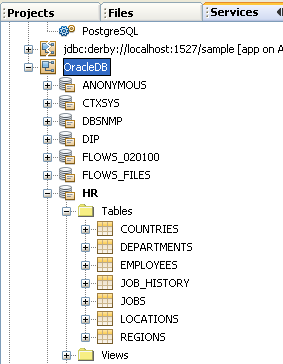 Projects Files Services
PostgreSQL
jdbc:derby://localhost:1527/sample [app on A
OracleDB
ANONYMOUS
CTXSYS
DBSNMP
DIP
FLOWS_020100
FLOWS_FILES
HR
Tables
COUNTRIES
DEPARTMENTS
EMPLOYEES
JOB_HISTORY
JOBS
LOCATIONS
REGIONS
Views